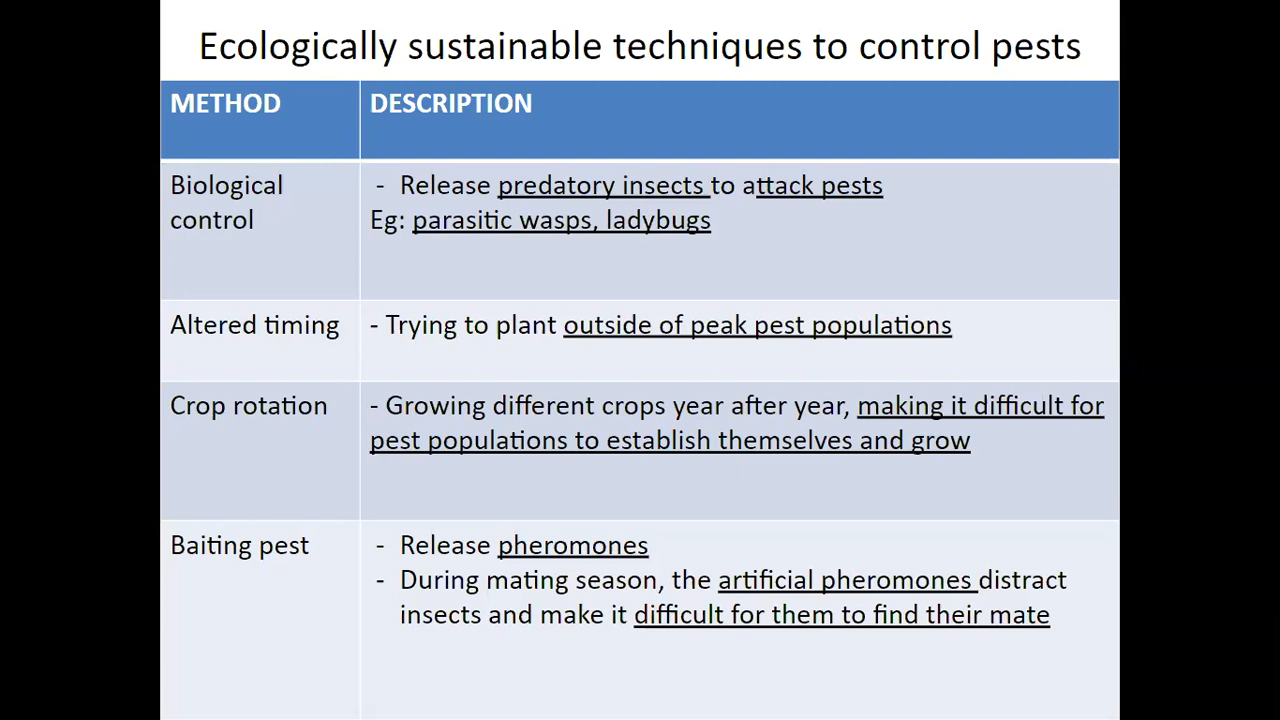 Ecologically sustainable techniques to control pests
METHOD
DESCRIPTION
Biological
control
- Release predatory insects to attack pests
Eg: parasitic wasps, ladybugs
Altered timing
- Trying to plant outside of peak pest populations
Crop rotation
- Growing different crops year after year, making it difficult for
pest populations to establish themselves and grow
Baiting pest
- Release pheromones
- During mating season, the artificial pheromones distract
insects and make it difficult for them to find their mate